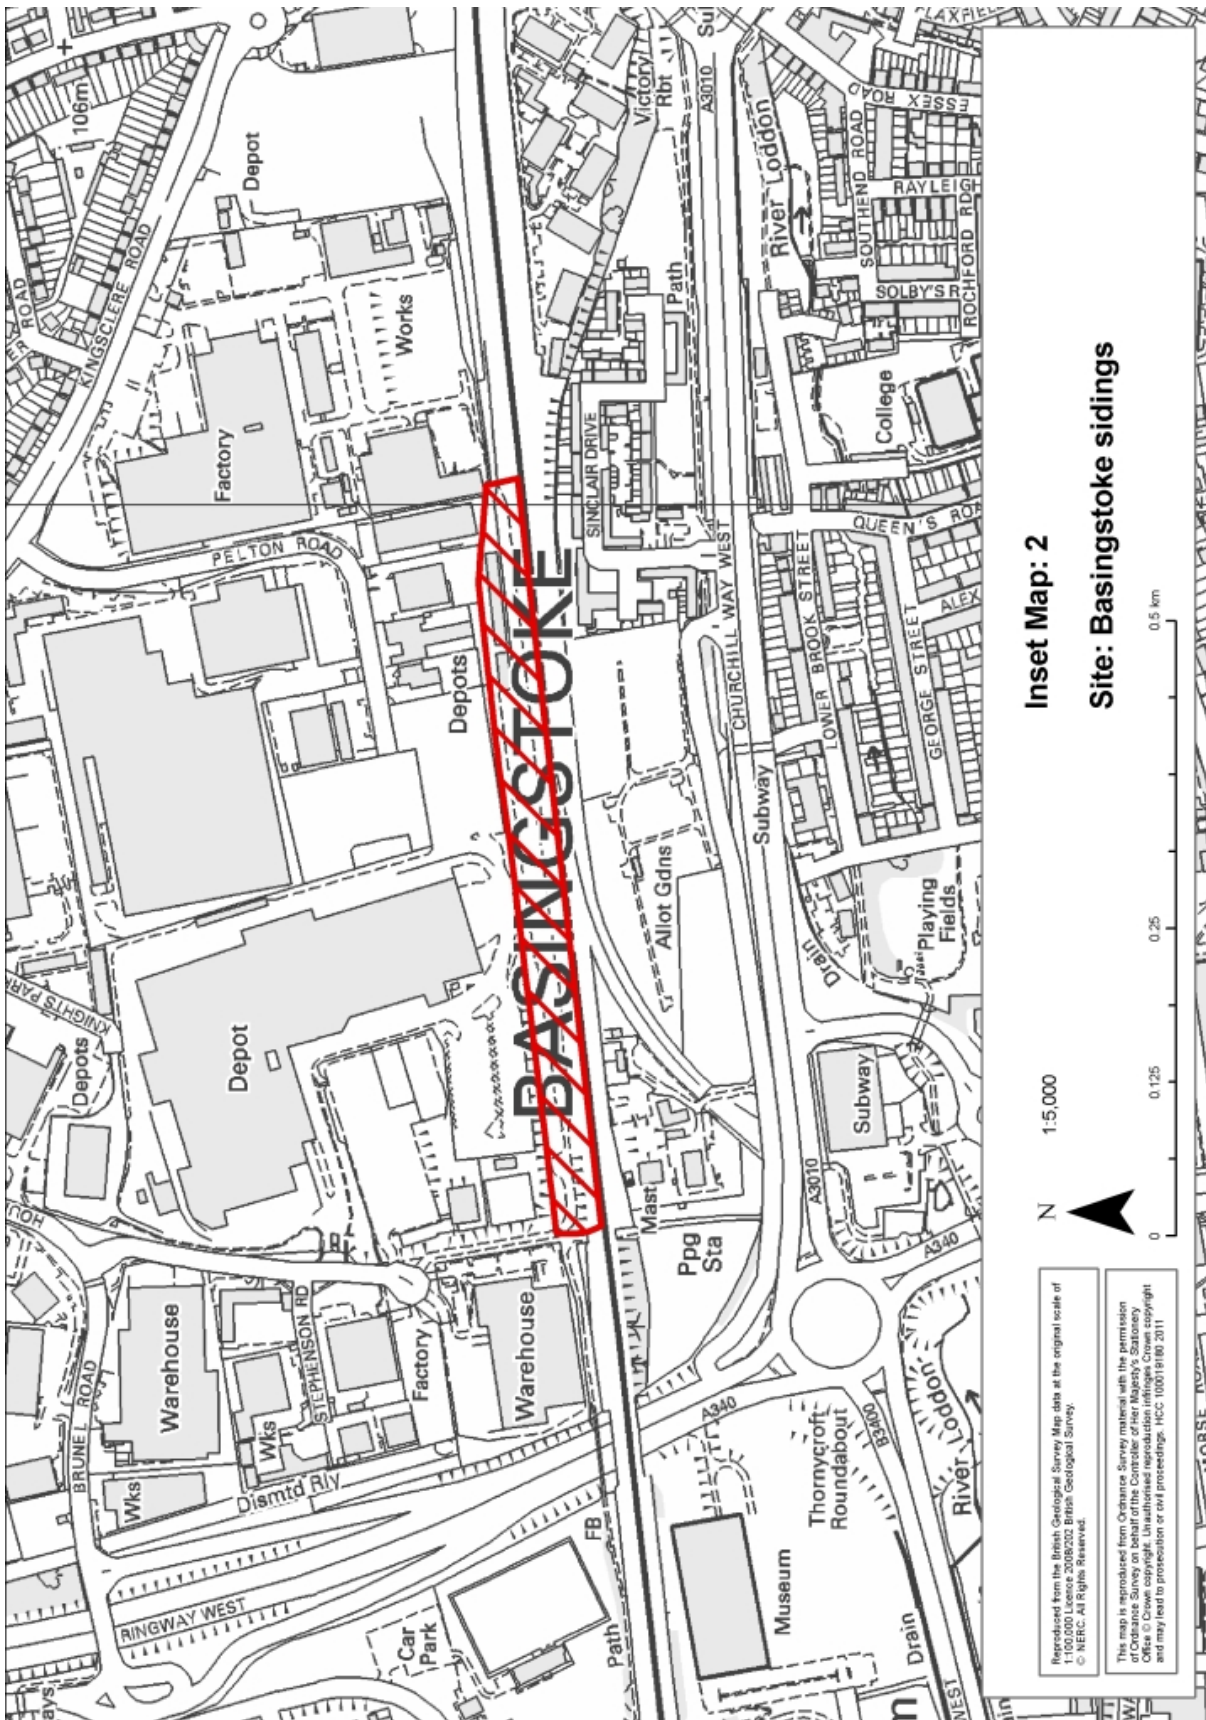 Depot
106m
KINGSCLERE ROAD
ROAD
Depot
Works
Factory
PELTON ROAD
Depots
KNIGHTS PARK
Depots
Depot
BRUNEL ROAD
Warehouse
STEPHENSON RD
Wks
Factory
Warehouse
Wks
Dismtd Rly
RINGWAY WEST
Car
Park
FB
Path
BASINGSTOKE
Victory
Rbt
A3010
River Loddon
Path
SINCLAIR DRIVE
CHURCHILL WAY WEST
Subway
Allot Gdns
Mast
Ppg
Sta
A340
Thornycroft
Roundabout
B3400
Museum
Drain
River Loddon
A340
A3010
Subway
Drain
Playing
Fields
LOWER BROOK STREET
GEORGE STREET
ALEX
QUEEN'S ROA
College
SOUTHEND ROAD
ESSEX ROAD
RAYLEIGH
ROCHFORD RD
SOLBY'S R
Inset Map: 2
Site: Basingstoke sidings
N
1:5,000
0
0.125
0.25
0.5 km
Reproduced from the British Geological Survey Map data at the original scale of
1:100,000 Licence 2008/202 British Geological Survey.
© NERC. All Rights Reserved.
This map is reproduced from Ordnance Survey material with the permission
of Ordnance Survey on behalf of the Controller of Her Majesty's Stationery
Office © Crown copyright. Unauthorised reproduction infringes Crown copyright
and may lead to prosecution or civil proceedings. HCC 100019180 2011